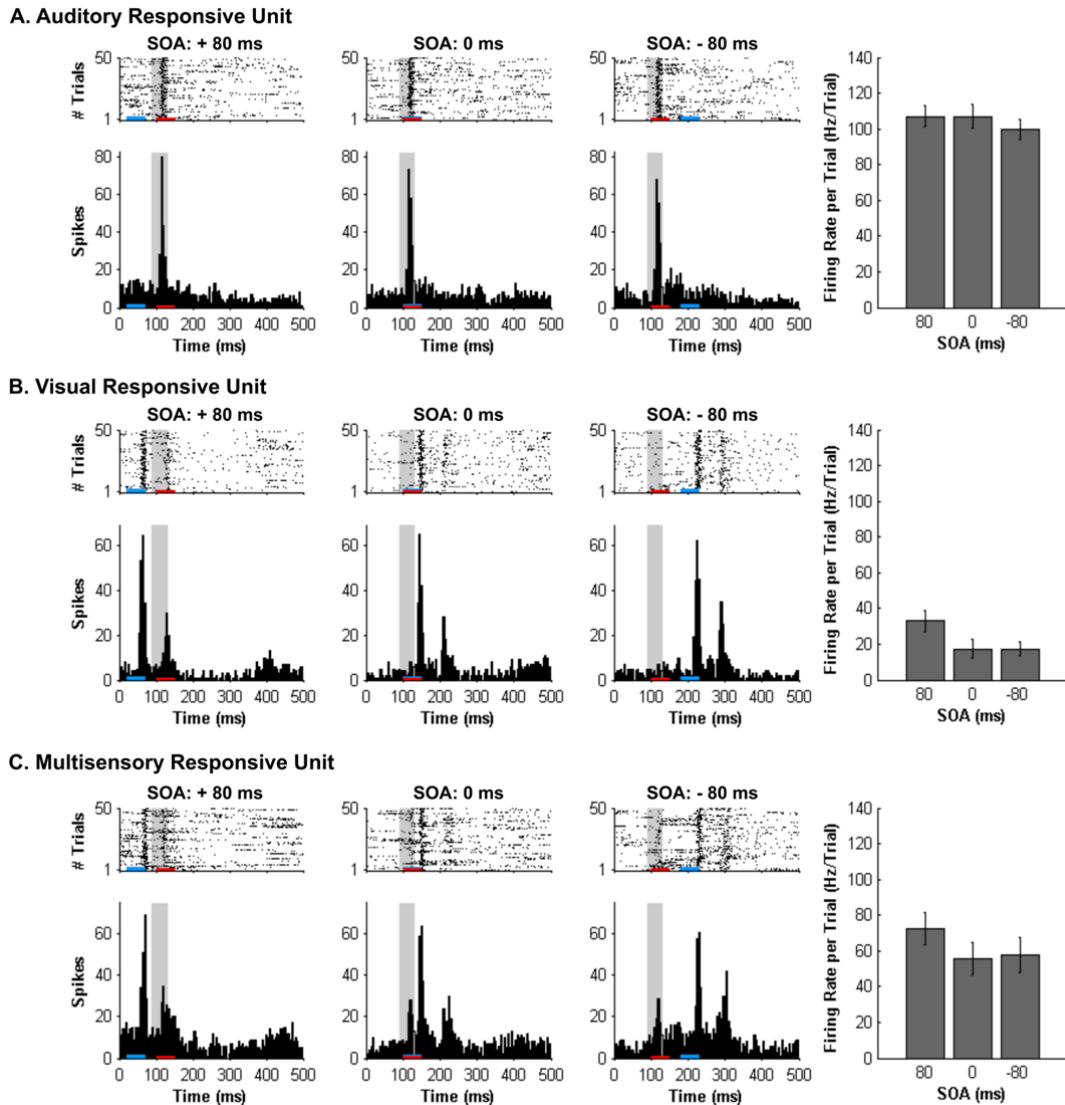 A. Auditory Responsive Unit
SOA: + 80 ms
SOA: 0 ms
SOA: - 80 ms
# Trials
50
1
50
1
50
1
Spikes
80
60
40
20
0
80
60
40
20
0
80
60
40
20
0
0 100 200 300 400 500
0 100 200 300 400 500
0 100 200 300 400 500
Time (ms)
Time (ms)
Time (ms)
Firing Rate per Trial (Hz/Trial)
140
120
100
80
60
40
20
0
80 0 -80
SOA (ms)
B. Visual Responsive Unit
SOA: + 80 ms
SOA: 0 ms
SOA: - 80 ms
# Trials
50
1
50
1
50
1
Spikes
60
40
20
0
60
40
20
0
60
40
20
0
0 100 200 300 400 500
0 100 200 300 400 500
0 100 200 300 400 500
Time (ms)
Time (ms)
Time (ms)
Firing Rate per Trial (Hz/Trial)
140
120
100
80
60
40
20
0
80 0 -80
SOA (ms)
C. Multisensory Responsive Unit
SOA: + 80 ms
SOA: 0 ms
SOA: - 80 ms
# Trials
50
1
50
1
50
1
Spikes
60
40
20
0
60
40
20
0
60
40
20
0
0 100 200 300 400 500
0 100 200 300 400 500
0 100 200 300 400 500
Time (ms)
Time (ms)
Time (ms)
Firing Rate per Trial (Hz/Trial)
140
120
100
80
60
40
20
0
80 0 -80
SOA (ms)